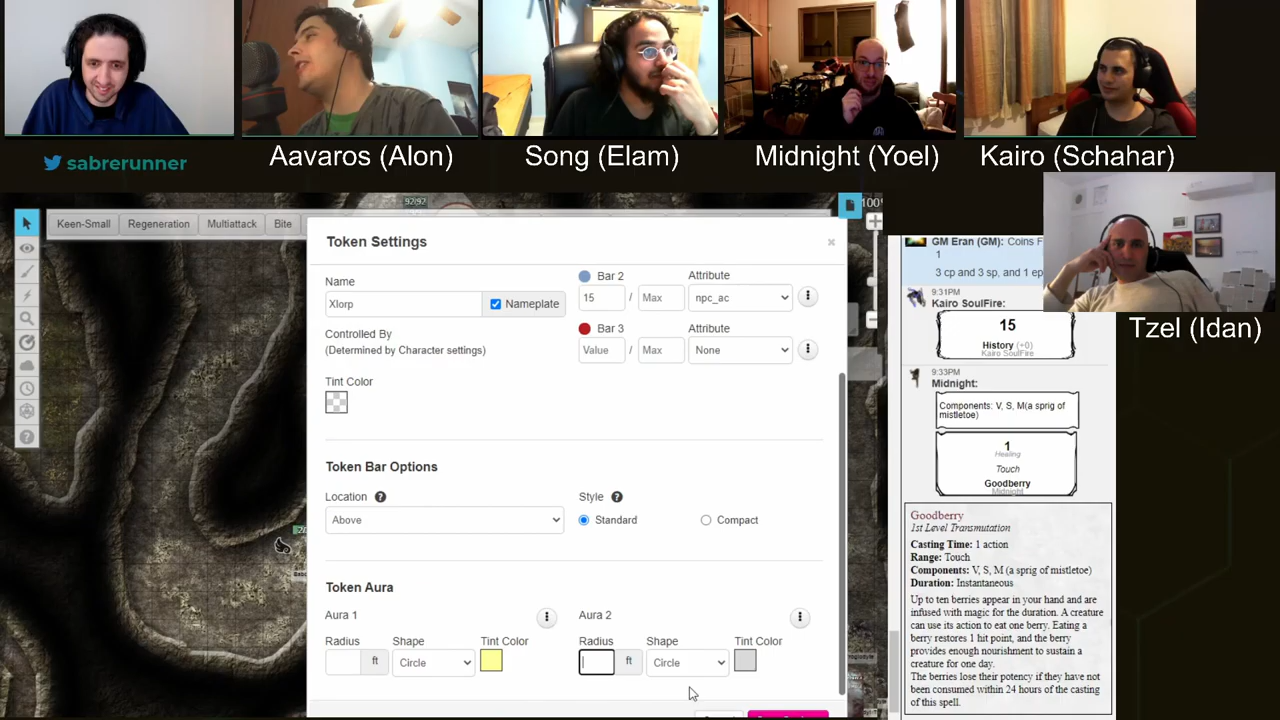 sabrerunner
Aavaros (Alon)
Song (Elam)
Midnight (Yoel)
Kairo (Schahar)
Tzel (Idan)
92/92
100
Keen-Small
Regeneration
Multiattack
Bite
Token Settings
×
Name
Xlorp
Nameplate
Controlled By
(Determined by Character settings)
Tint Color
Bar 2
Attribute
15 / Max
npc_ac
Bar 3
Attribute
Value / Max
None
Token Bar Options
Location ?
Above
Style ?
Standard
Compact
Token Aura
Aura 1
Radius
Shape
Tint Color
ft
Circle
Aura 2
Radius
Shape
Tint Color
ft
Circle
GM Eran (GM): Coins F
1
3 cp and 3 sp, and 1 ep
9:31PM
Kairo SoulFire:
15
History (+0)
Kairo SoulFire
9:33PM
Midnight:
Components: V, S, M(a sprig of
mistletoe)
1
Healing
Touch
Goodberry
Midnight
Goodberry
1st Level Transmutation
Casting Time: 1 action
Range: Touch
Components: V, S, M (a sprig of mistletoe)
Duration: Instantaneous
Up to ten berries appear in your hand and are
infused with magic for the duration. A creature
can use its action to eat one berry. Eating a
berry restores 1 hit point, and the berry
provides enough nourishment to sustain a
creature for one day.
The berries lose their potency if they have not
been consumed within 24 hours of the casting
of this spell.